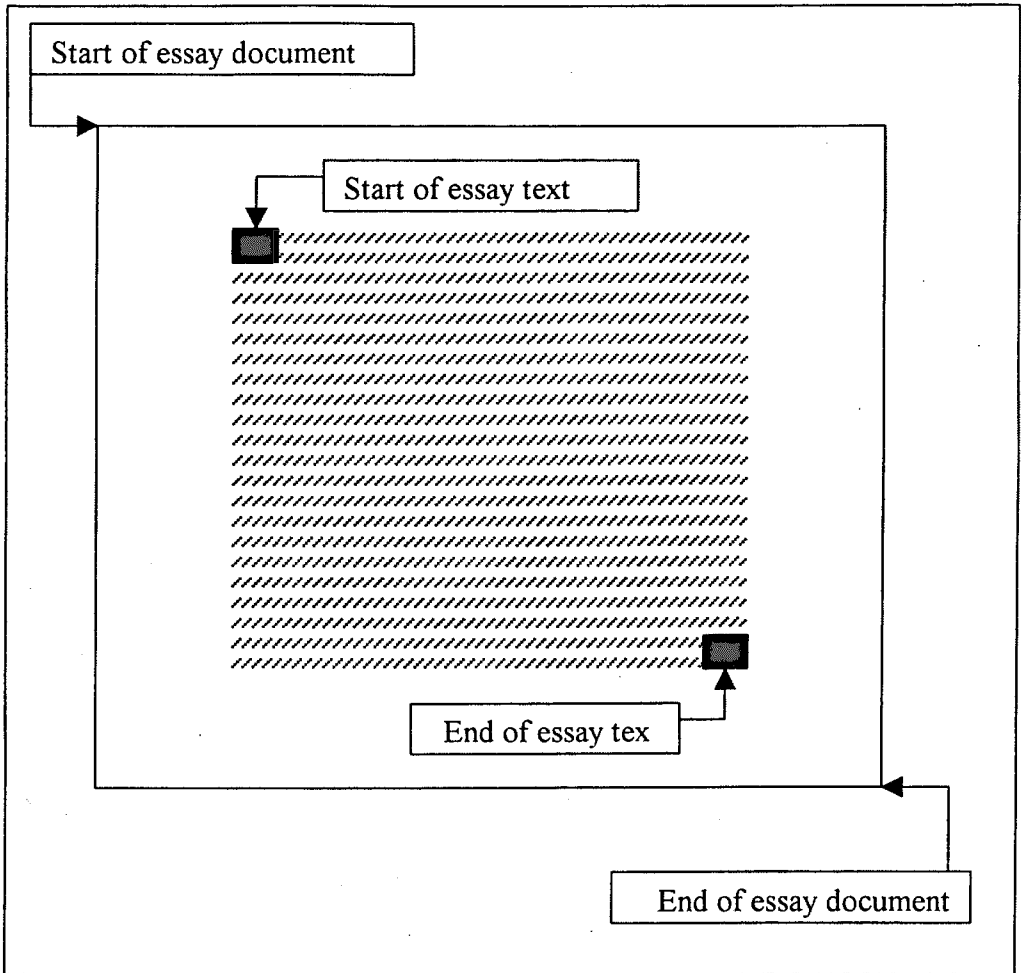 Start of essay document
Start of essay text
End of essay tex
End of essay document